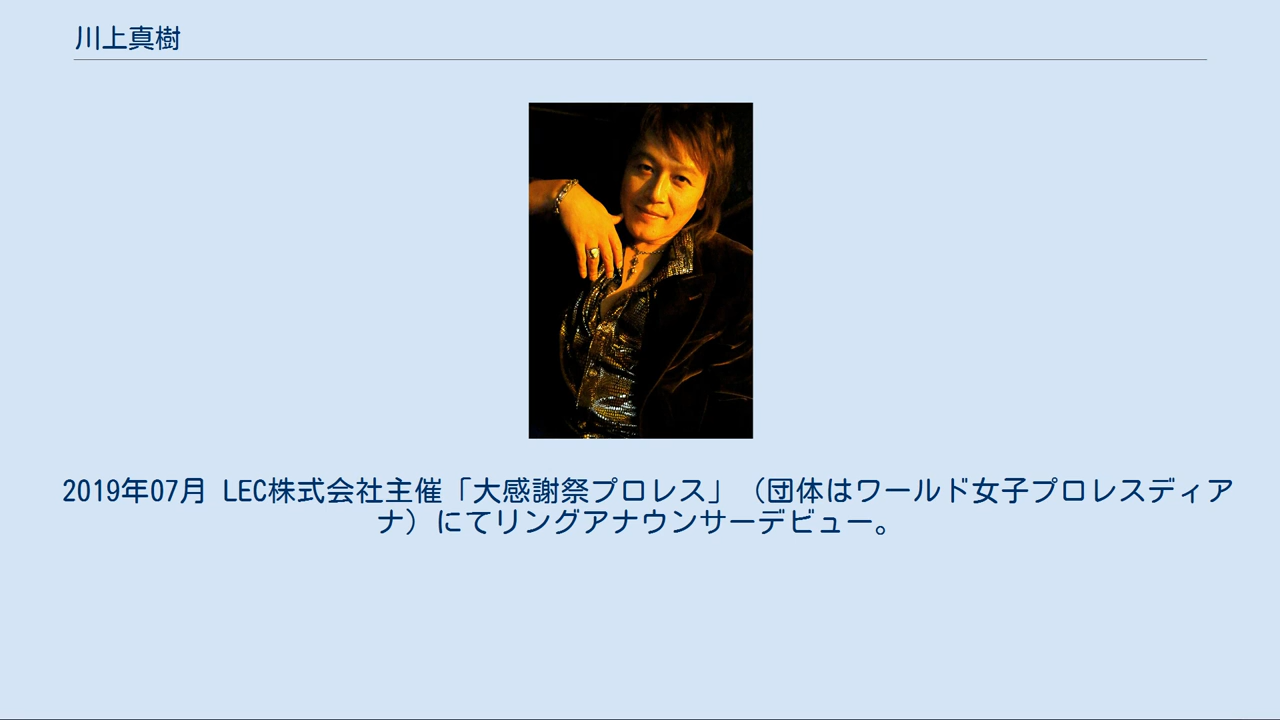 川上真樹
2019年07月 LEC株式会社主催「大感謝祭プロレス」（団体はワールド女子プロレスディア
ナ）にてリングアナウンサーデビュー。